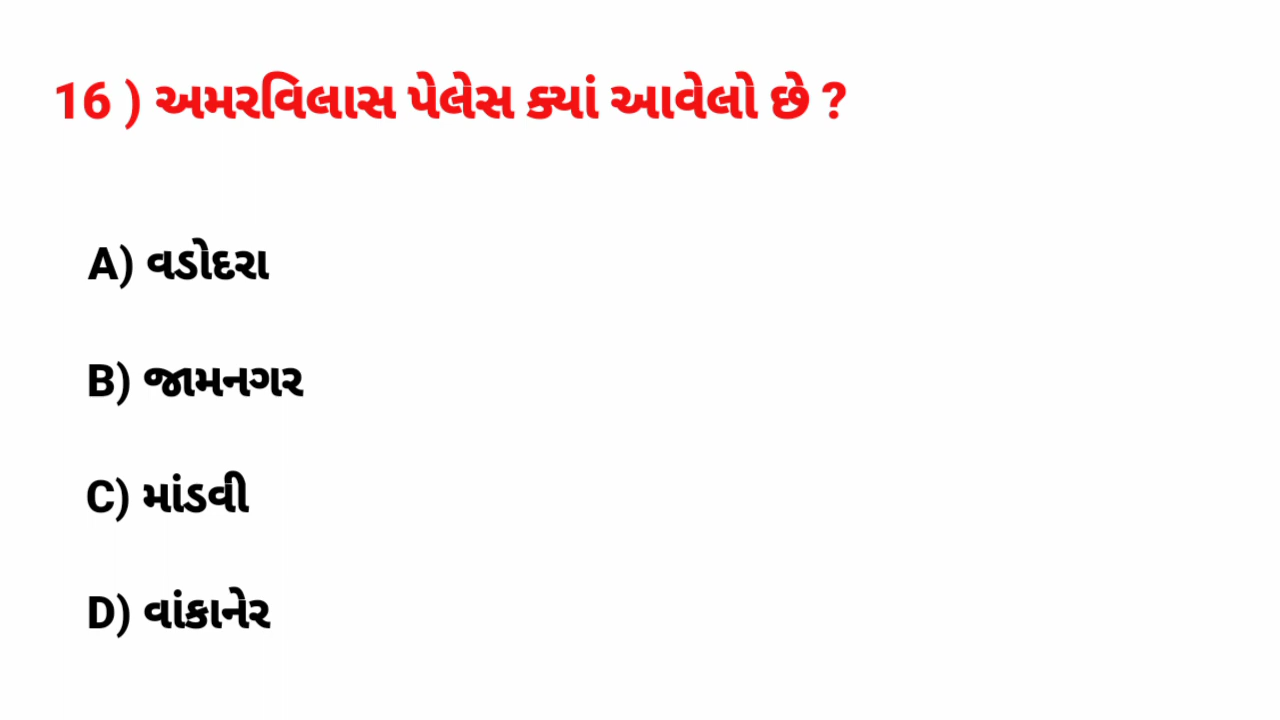 16 ) અમરવિલાસ પેલેસ ક્યાં આવેલો છે ?
A) વડોદરા
B) જામનગર
C) માંડવી
D) વાંકાનેર